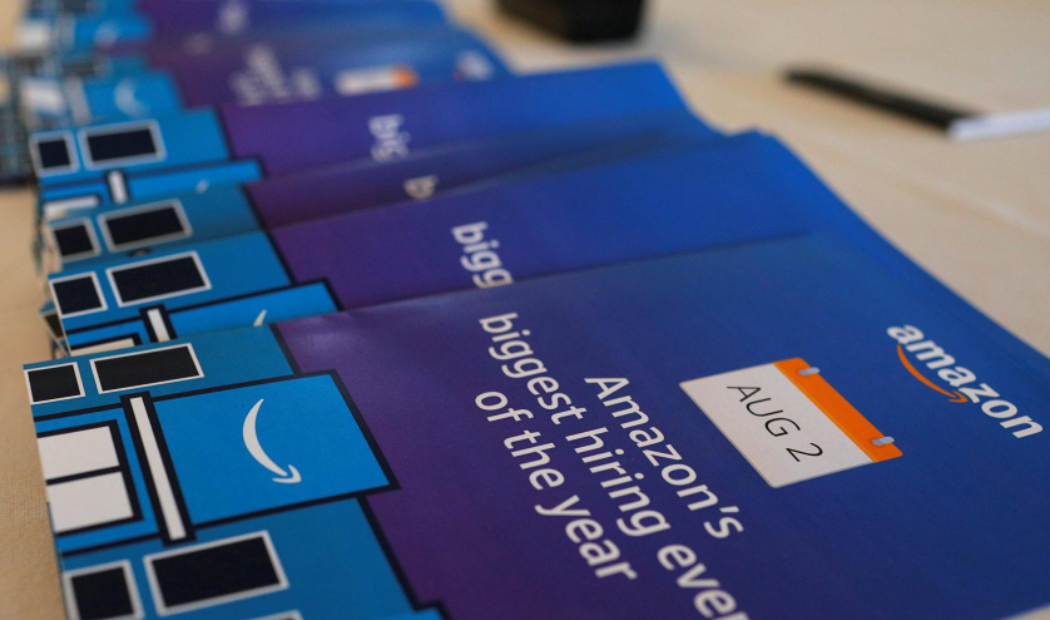 amazon
AUG 2
Amazon's
biggest hiring even
of the year
bigg
b
big